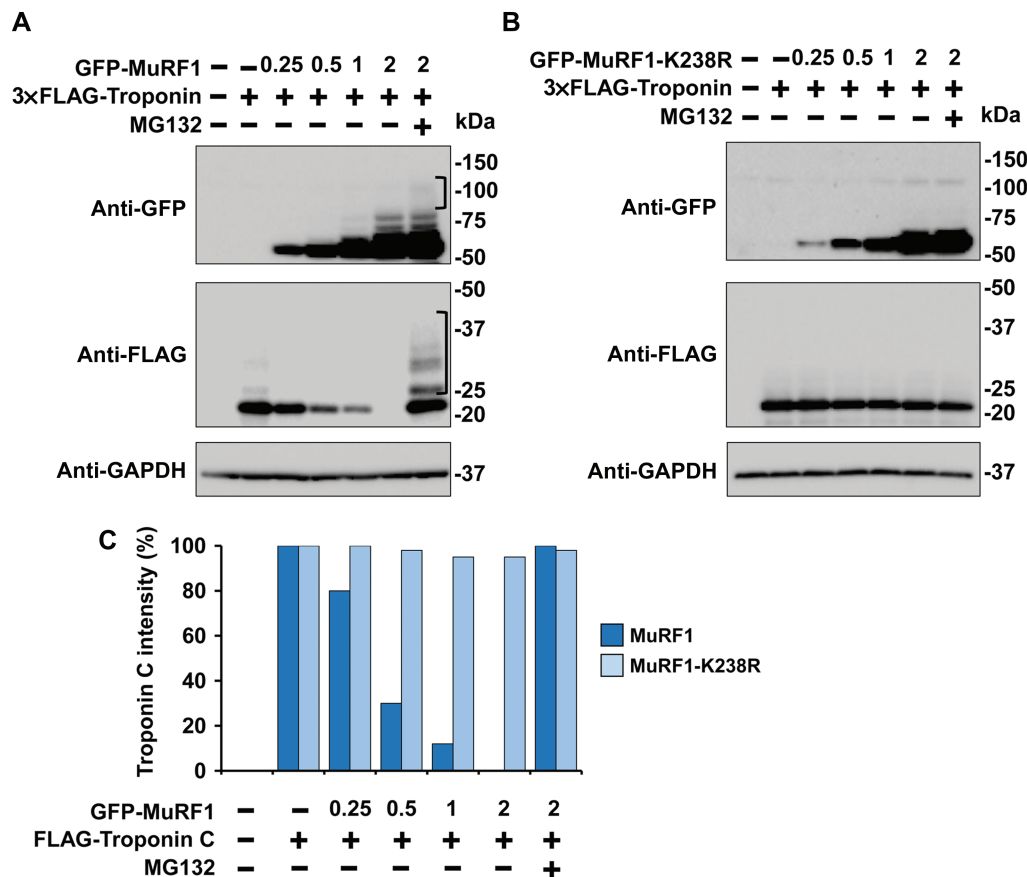 A
GFP-MuRF1 – – 0.25 0.5 1 2 2
3×FLAG-Troponin – + + + + + +
MG132 – – – – – – +
kDa
Anti-GFP
-150
-100
-75
-50
Anti-FLAG
-50
-37
-25
-20
Anti-GAPDH
-37
B
GFP-MuRF1-K238R – – 0.25 0.5 1 2 2
3×FLAG-Troponin – + + + + + +
MG132 – – – – – – +
kDa
Anti-GFP
-150
-100
-75
-50
Anti-FLAG
-50
-37
-25
-20
Anti-GAPDH
-37
C
Troponin C intensity (%)
100
80
60
40
20
0
MuRF1
MuRF1-K238R
GFP-MuRF1 – – 0.25 0.5 1 2 2
FLAG-Troponin C – + + + + + +
MG132 – – – – – – +